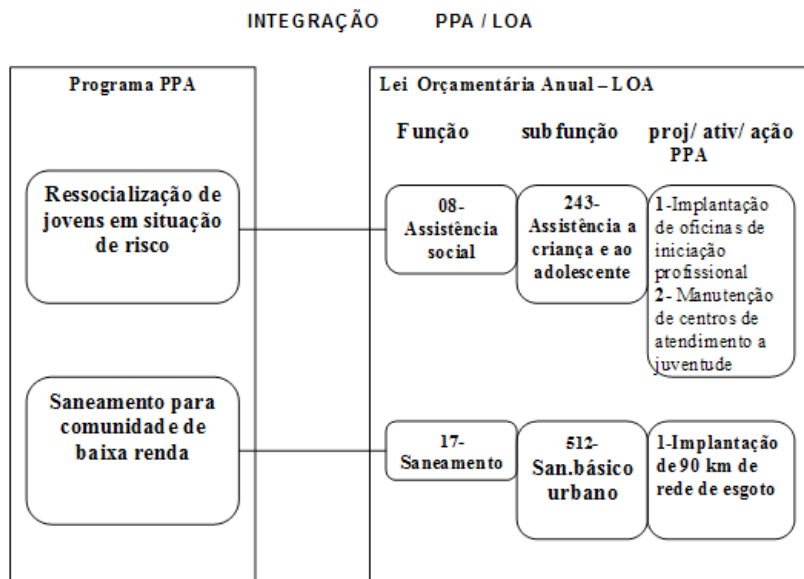 INTEGRAÇÃO PPA / LOA
Programa PPA
Lei Orçamentária Anual – LOA
Função
sub função
proj/ ativ/ ação
PPA
Ressocialização de
jovens em situação
de risco
08-
Assistência
social
243-
Assistência a
criança e ao
adolescente
1-Implantação
de oficinas de
iniciação
profissional
2- Manutenção
de centros de
atendimento a
juventude
Saneamento para
comunidade de
baixa renda
17-
Saneamento
512-
San.básico
urbano
1-Implantação
de 90 km de
rede de esgoto